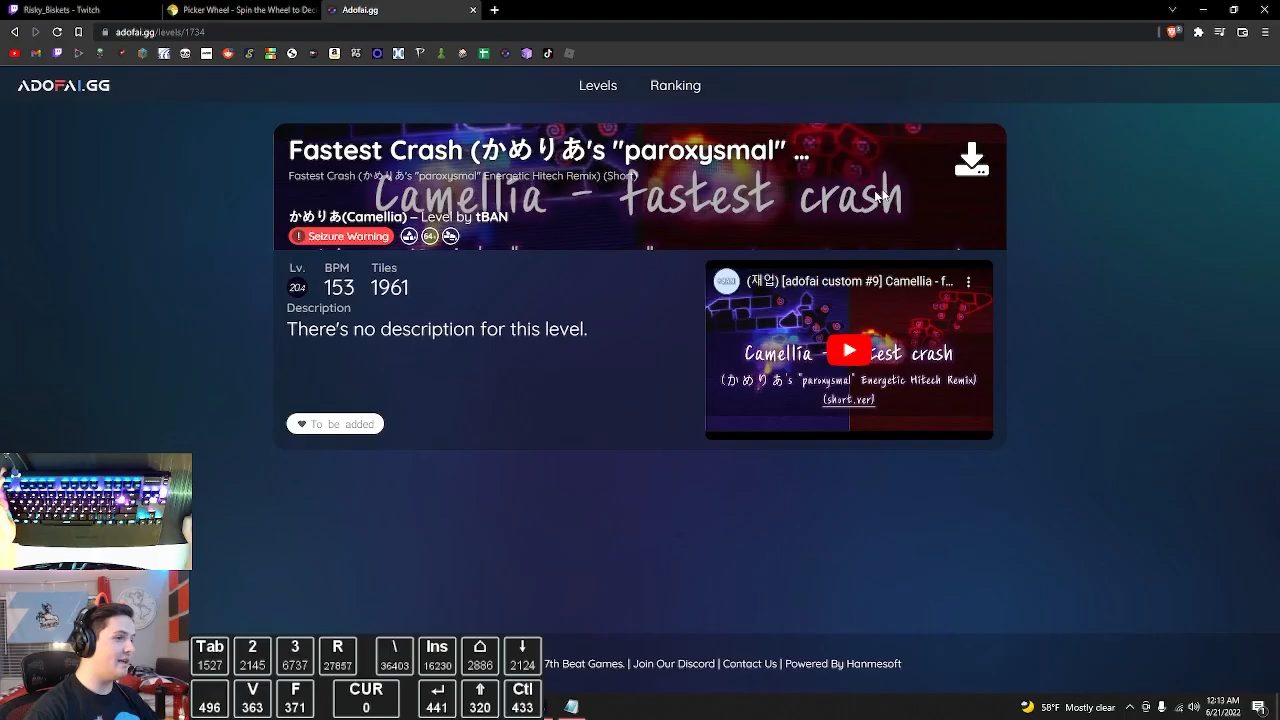 Risky_Biskets - Twitch
Picker Wheel - Spin the Wheel to Dec
Adofai.gg
adofai.gg/levels/1734
ADOFAI.GG
Levels
Ranking
Fastest Crash (かめりあ's "paroxysmal" ...
Fastest Crash (かめりあ's "paroxysmal" Energetic Hitech Remix) (Short)
Camellia - fastest crash
かめりあ(Camellia) – Level by tBAN
Seizure Warning
64+
Lv. BPM Tiles
20.4 153 1961
Description
There's no description for this level.
To be added
(재업) [adofai custom #9] Camellia - f...
Camellia - fastest crash
(かめりあ's "paroxysmal" Energetic Hitech Remix)
(short.ver)
Tab 2 3 R \ Ins
1527 2145 3737 27857 36403 2886 2124
V F CUR Ctl
496 363 371 0 441 320 433
7th Beat Games. | Join Our Discord
Contact Us | Powered By
58°F Mostly clear
12:13 AM
6/21/2022